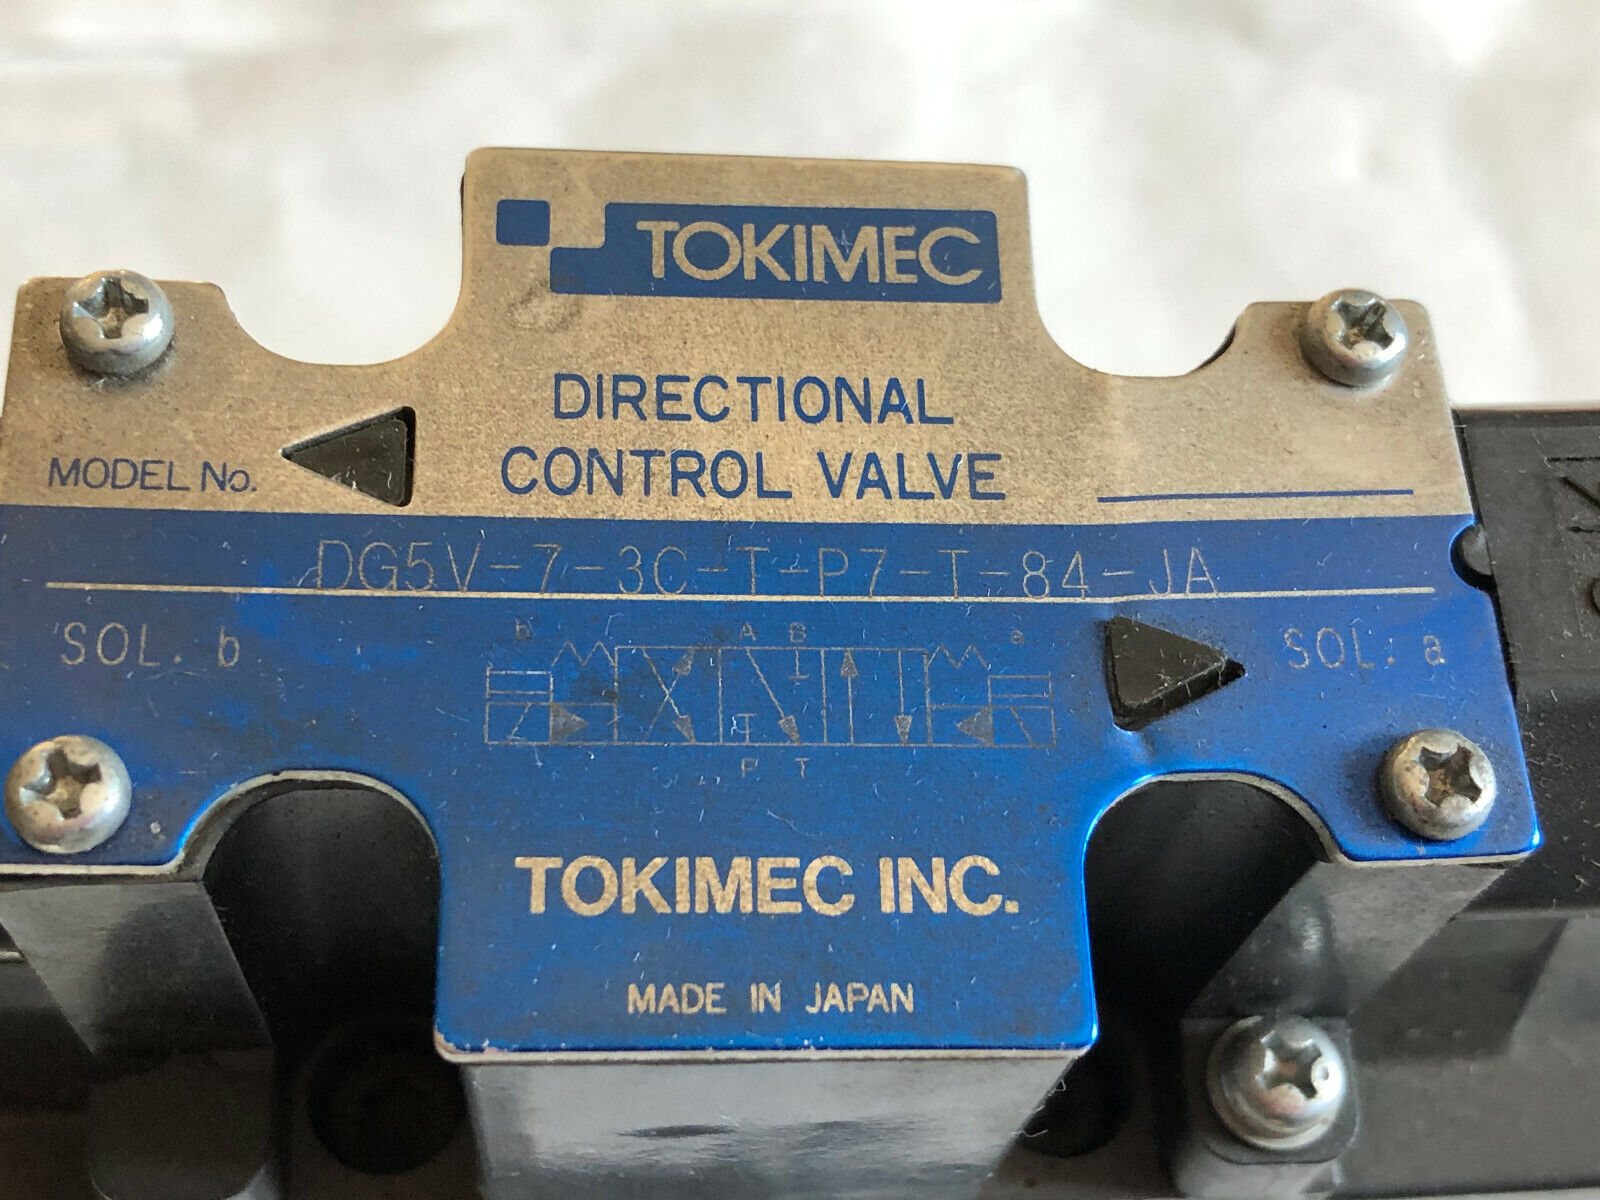 TOKIMEC
DIRECTIONAL
CONTROL VALVE
MODEL No.
DG5V-7-3C-T-P7-T-84-JA
SOL. b
SOL. a
b A B a
P T
TOKIMEC INC.
MADE IN JAPAN